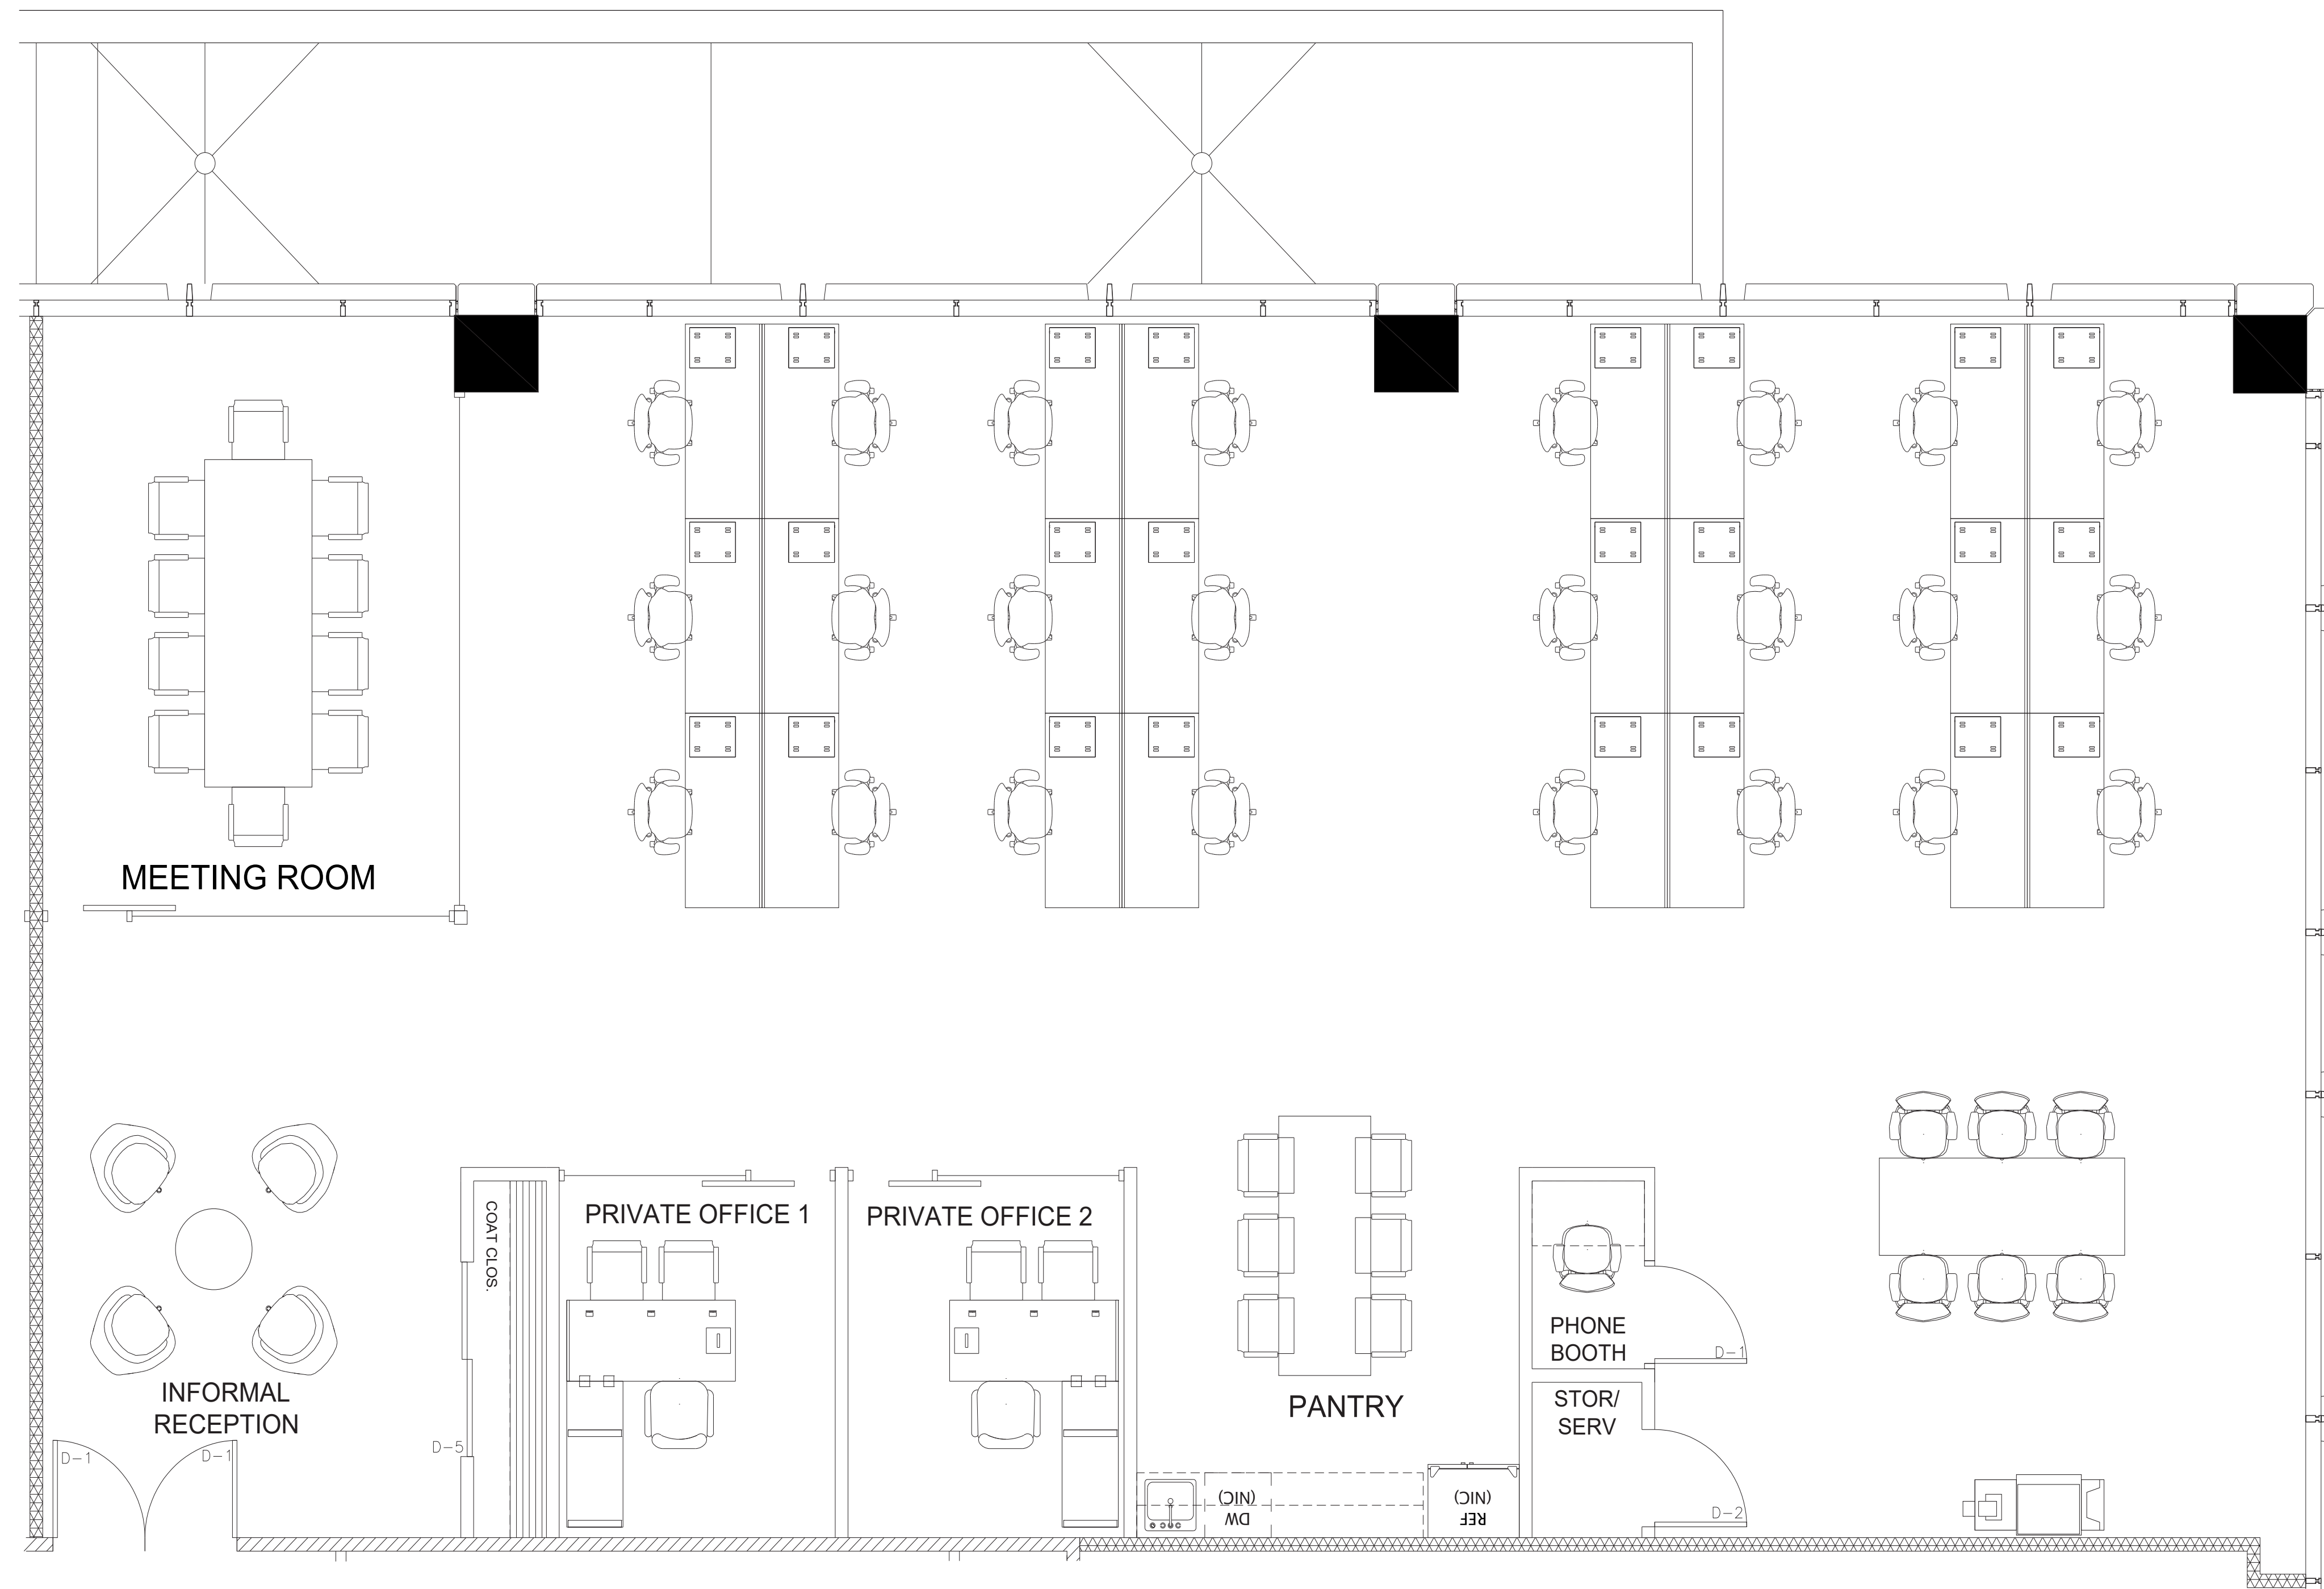 MEETING ROOM
COAT CLOS.
PRIVATE OFFICE 1
PRIVATE OFFICE 2
PHONE
BOOTH
D-1
PANTRY
STOR/
SERV
INFORMAL
RECEPTION
D-1
D-1
D-5
(NIC)
DW
(NIC)
REF
D-2